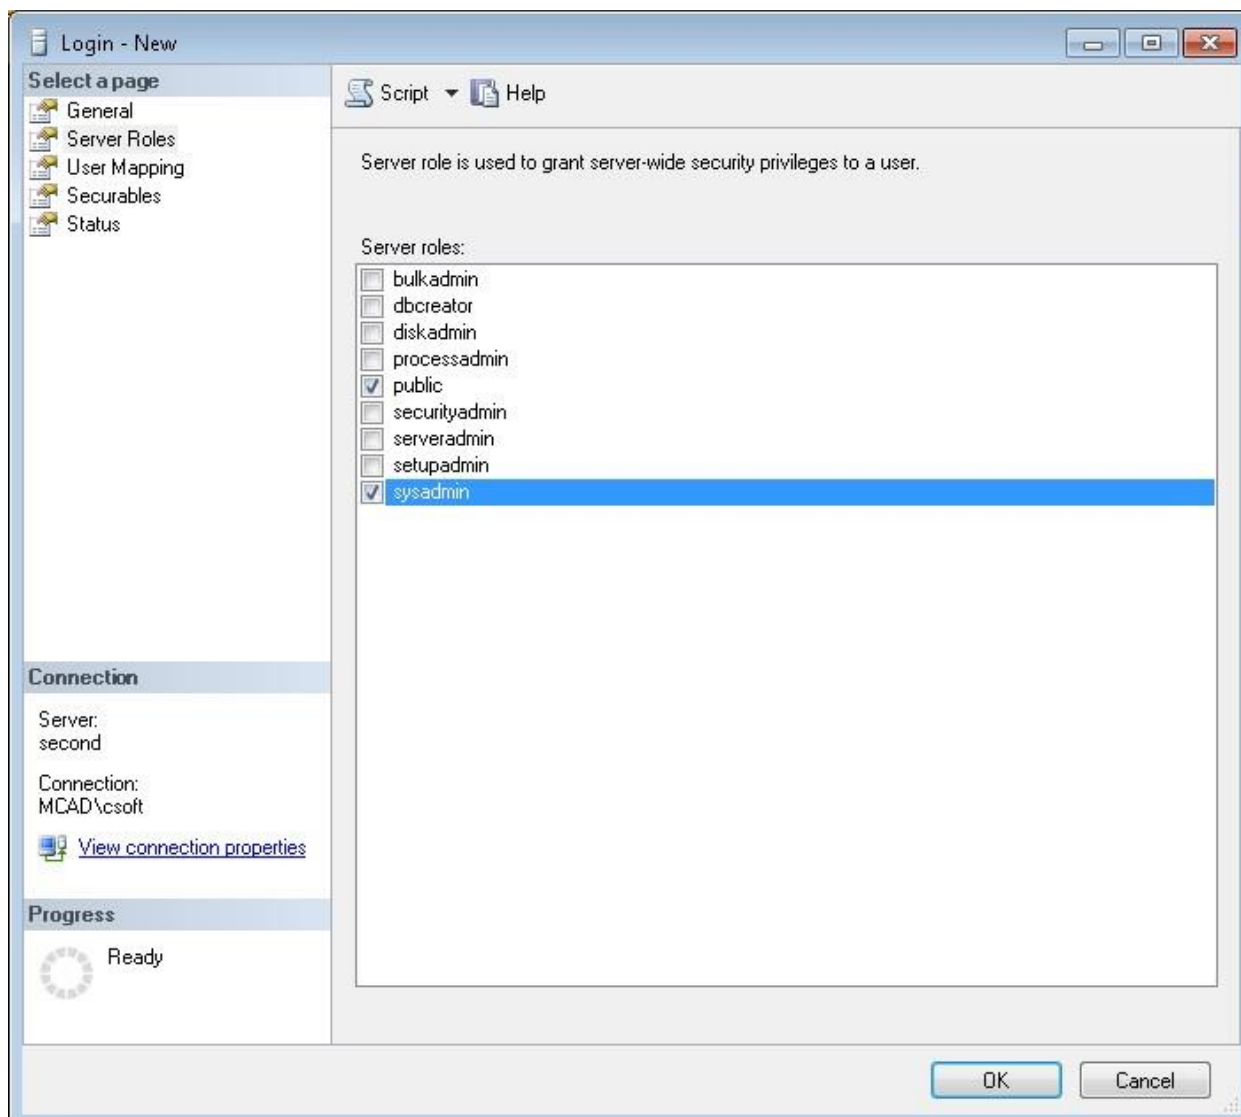 Login - New
Select a page
General
Server Roles
User Mapping
Securables
Status
Script
Help
Server role is used to grant server-wide security privileges to a user.
Server roles:
bulkadmin
dbcreator
diskadmin
processadmin
public
securityadmin
serveradmin
setupadmin
sysadmin
Connection
Server:
second
Connection:
MCAD\csoft
View connection properties
Progress
Ready
OK
Cancel